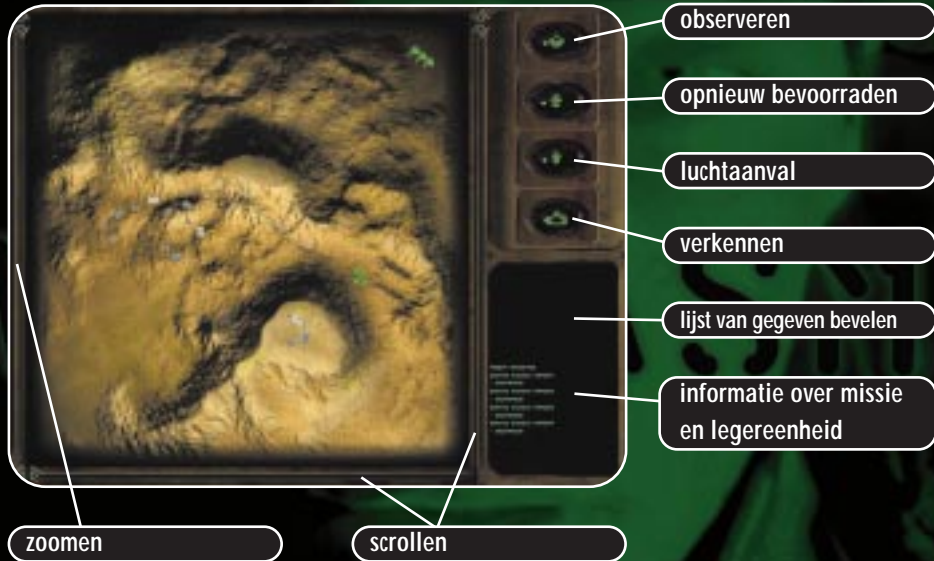 observeren
opnieuw bevoorraden
luchtaanval
verkennen
lijst van gegeven bevelen
informatie over missie
en legereenheid
zoomen
scrollen